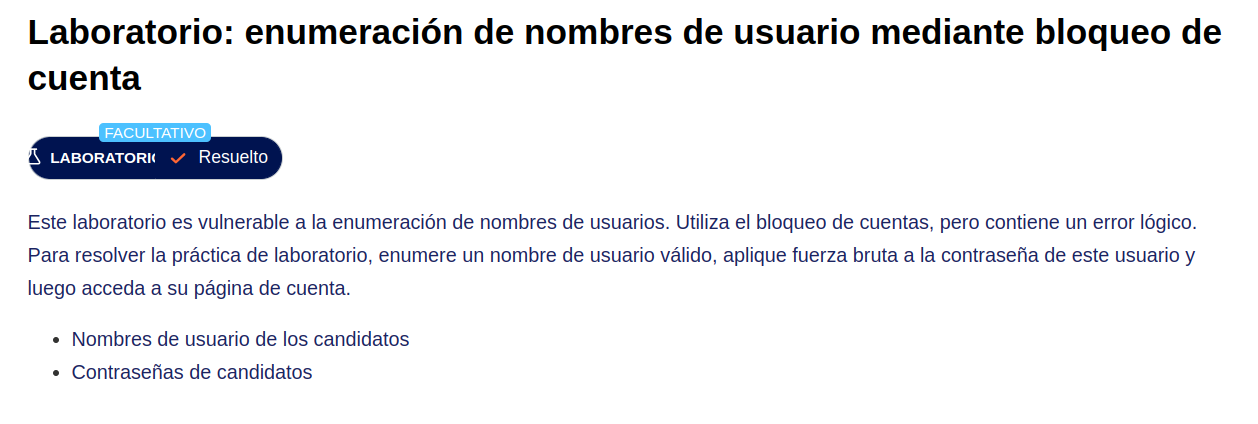 Laboratorio: enumeración de nombres de usuario mediante bloqueo de
cuenta
FACULTATIVO
LABORATORIO Resuelto
Este laboratorio es vulnerable a la enumeración de nombres de usuarios. Utiliza el bloqueo de cuentas, pero contiene un error lógico.
Para resolver la práctica de laboratorio, enumere un nombre de usuario válido, aplique fuerza bruta a la contraseña de este usuario y
luego acceda a su página de cuenta.
Nombres de usuario de los candidatos
Contraseñas de candidatos